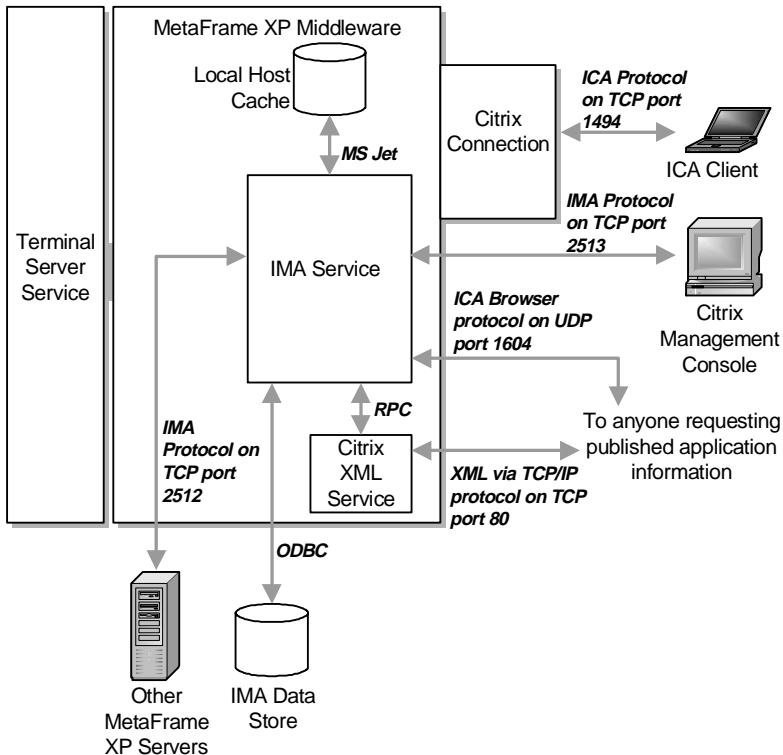 MetaFrame XP Middleware
Local Host
Cache
MS Jet
Citrix
Connection
ICA Protocol
on TCP port
1494
ICA Client
Terminal
Server
Service
IMA Service
IMA Protocol
on TCP port
2513
Citrix
Management
Console
ICA Browser
protocol on UDP
port 1604
RPC
IMA
Protocol on
TCP port
2512
Citrix
XML
Service
To anyone requesting
published application
information
XML via TCP/IP
protocol on TCP
port 80
ODBC
Other
MetaFrame
XP Servers
IMA Data
Store